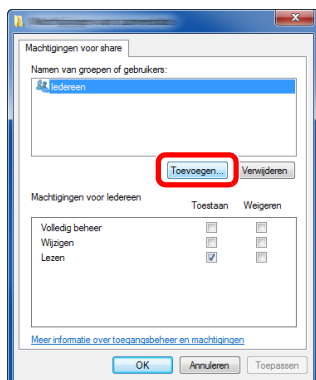 Machtigingen voor share
Namen van groepen of gebruikers:
Iedereen
Toevoegen... Verwijderen
Machtigingen voor Iedereen Toestaan Weigeren
Volledig beheer
Wijzigen
Lezen
Meer informatie over toegangsbeheer en machtigingen
OK Annuleren Toepassen